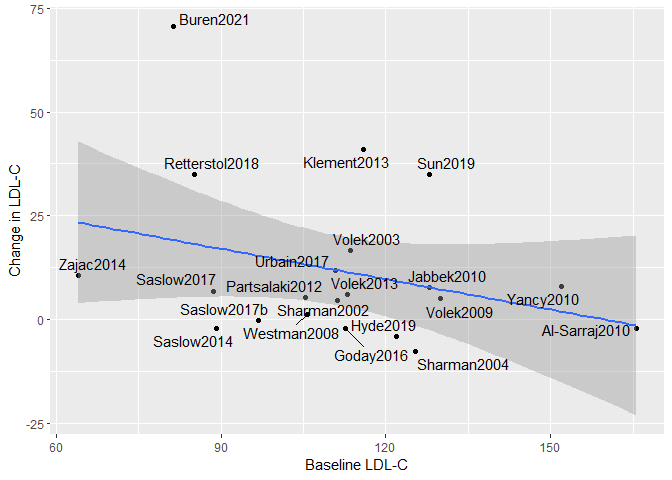 75
Buren2021
50
Klement2013
Retterstol2018
Sun2019
Change in LDL-C
25
Volek2003
Urbain2017
Zajac2014
Saslow2017
Jabbek2010
Volek2013
Partsalaki2012
Yancy2010
Saslow2017b
Sharman2002
Volek2009
0
Hyde2019
Westman2008
Al-Sarraj2010
Saslow2014
Goday2016
Sharman2004
-25
60
90
120
150
Baseline LDL-C